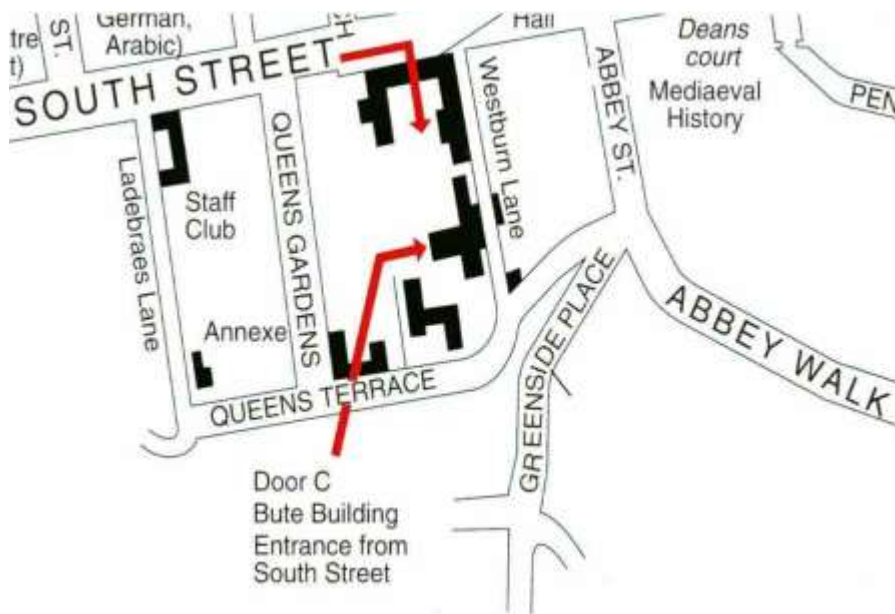 German,
Arabic)
Hall
ST.
SOUTH STREET
ABBEY ST.
Deans
court
Mediaeval
History
PEN
Westburn Lane
QUEENS GARDENS
Ladebraes Lane
Staff
Club
Annexe
QUEENS TERRACE
GREENSIDE PLACE
ABBEY WALK
Door C
Bute Building
Entrance from
South Street